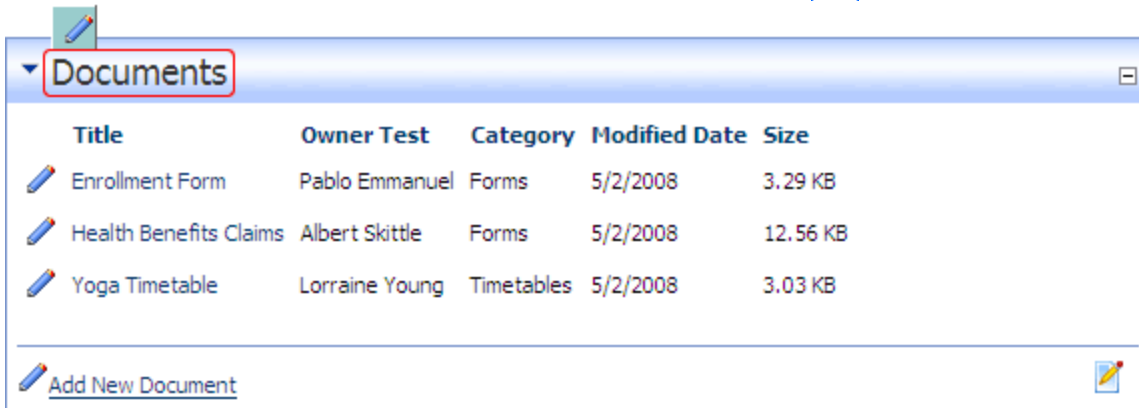 Documents
Title Owner Test Category Modified Date Size
Enrollment Form Pablo Emmanuel Forms 5/2/2008 3.29 KB
Health Benefits Claims Albert Skittle Forms 5/2/2008 12.56 KB
Yoga Timetable Lorraine Young Timetables 5/2/2008 3.03 KB
Add New Document